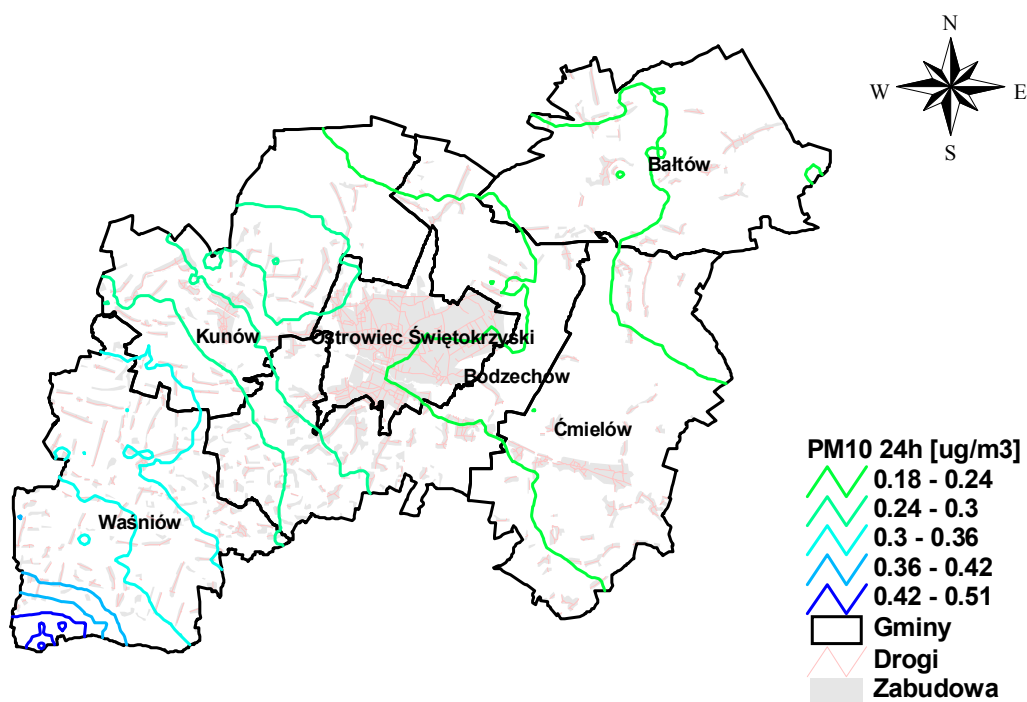 N
W E
S
Bałtów
Kunów
Ostrowiec Świętokrzyski
Bodzechów
Ćmielów
Waśniów
PM10 24h [ug/m3]
0.18 - 0.24
0.24 - 0.3
0.3 - 0.36
0.36 - 0.42
0.42 - 0.51
Gminy
Drogi
Zabudowa